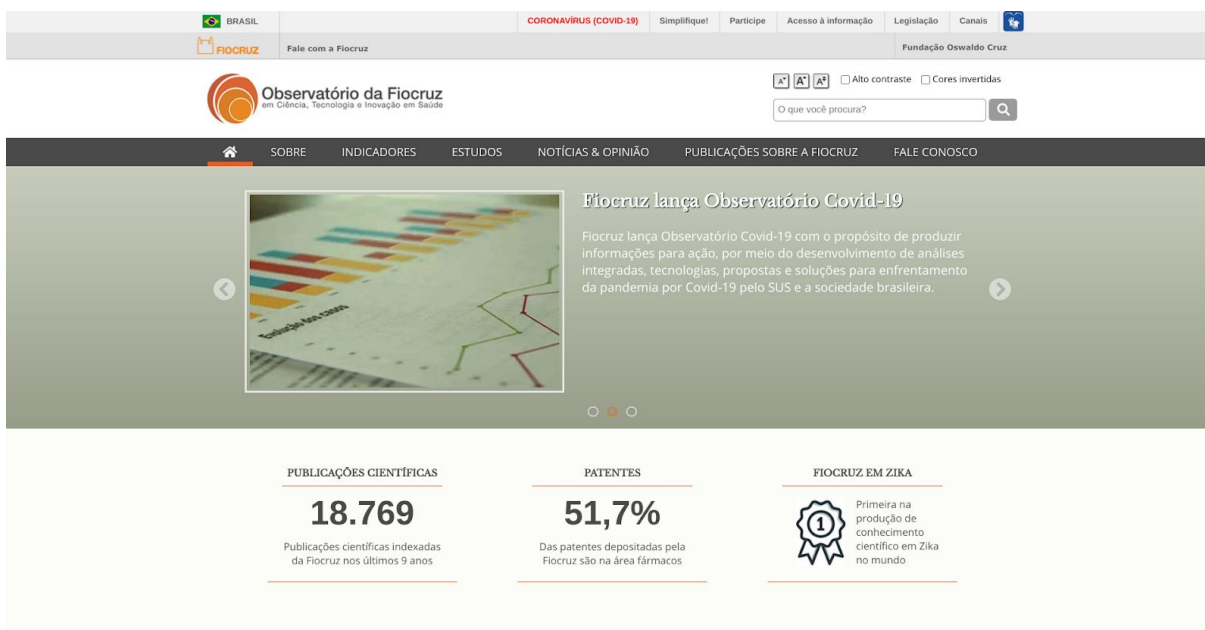 BRASIL
CORONAVÍRUS (COVID-19)
Simplifique!
Participe
Acesso à informação
Legislação
Canais
FIOCRUZ
Fale com a Fiocruz
Fundação Oswaldo Cruz
Observatório da Fiocruz
em Ciência, Tecnologia e Inovação em Saúde
A- A+ A±
Alto contraste
Cores invertidas
O que você procura?
SOBRE
INDICADORES
ESTUDOS
NOTÍCIAS & OPINIÃO
PUBLICAÇÕES SOBRE A FIOCRUZ
FALE CONOSCO
Evolução dos casos
Fiocruz lança Observatório Covid-19
Fiocruz lança Observatório Covid-19 com o propósito de produzir
informações para ação, por meio do desenvolvimento de análises
integradas, tecnologias, propostas e soluções para enfrentamento
da pandemia por Covid-19 pelo SUS e a sociedade brasileira.
PUBLICAÇÕES CIENTÍFICAS
18.769
Publicações científicas indexadas
da Fiocruz nos últimos 9 anos
PATENTES
51,7%
Das patentes depositadas pela
Fiocruz são na área fármacos
FIOCRUZ EM ZIKA
1
Primeira na
produção de
conhecimento
científico em Zika
no mundo